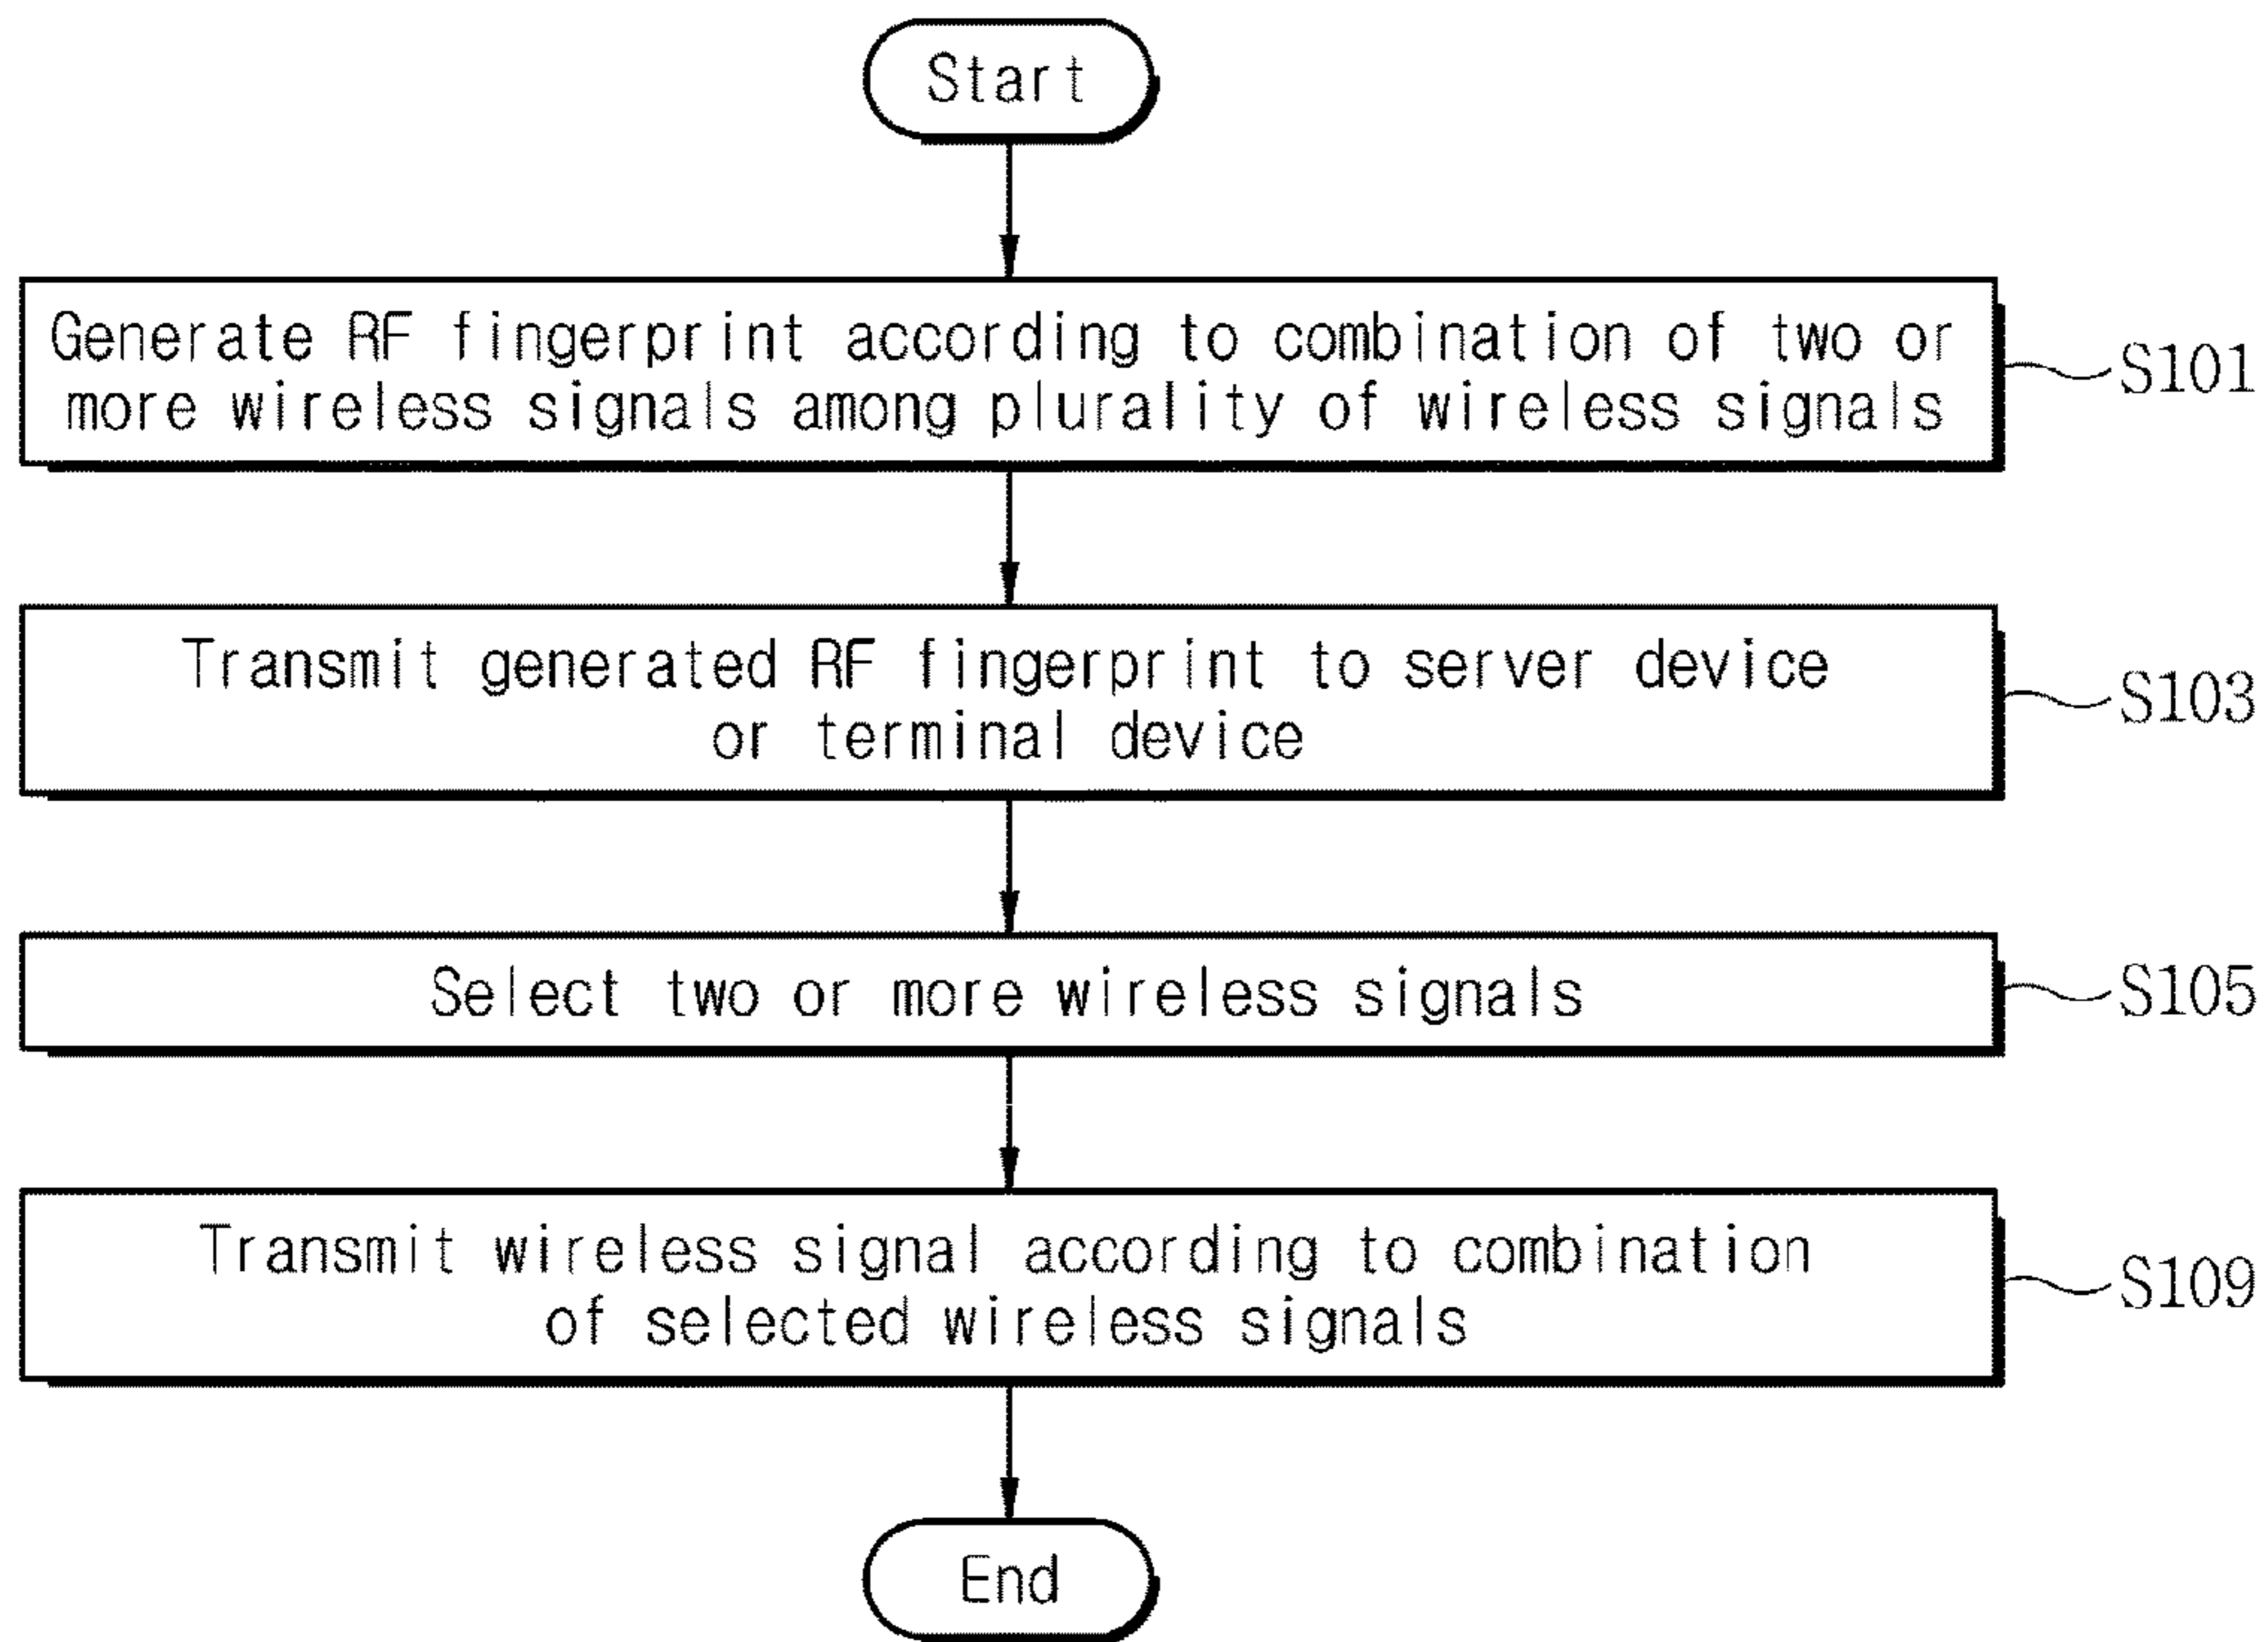 Start
Generate RF fingerprint according to combination of two or
more wireless signals among plurality of wireless signals
S101
Transmit generated RF fingerprint to server device
or terminal device
S103
Select two or more wireless signals
S105
Transmit wireless signal according to combination
of selected wireless signals
S109
End